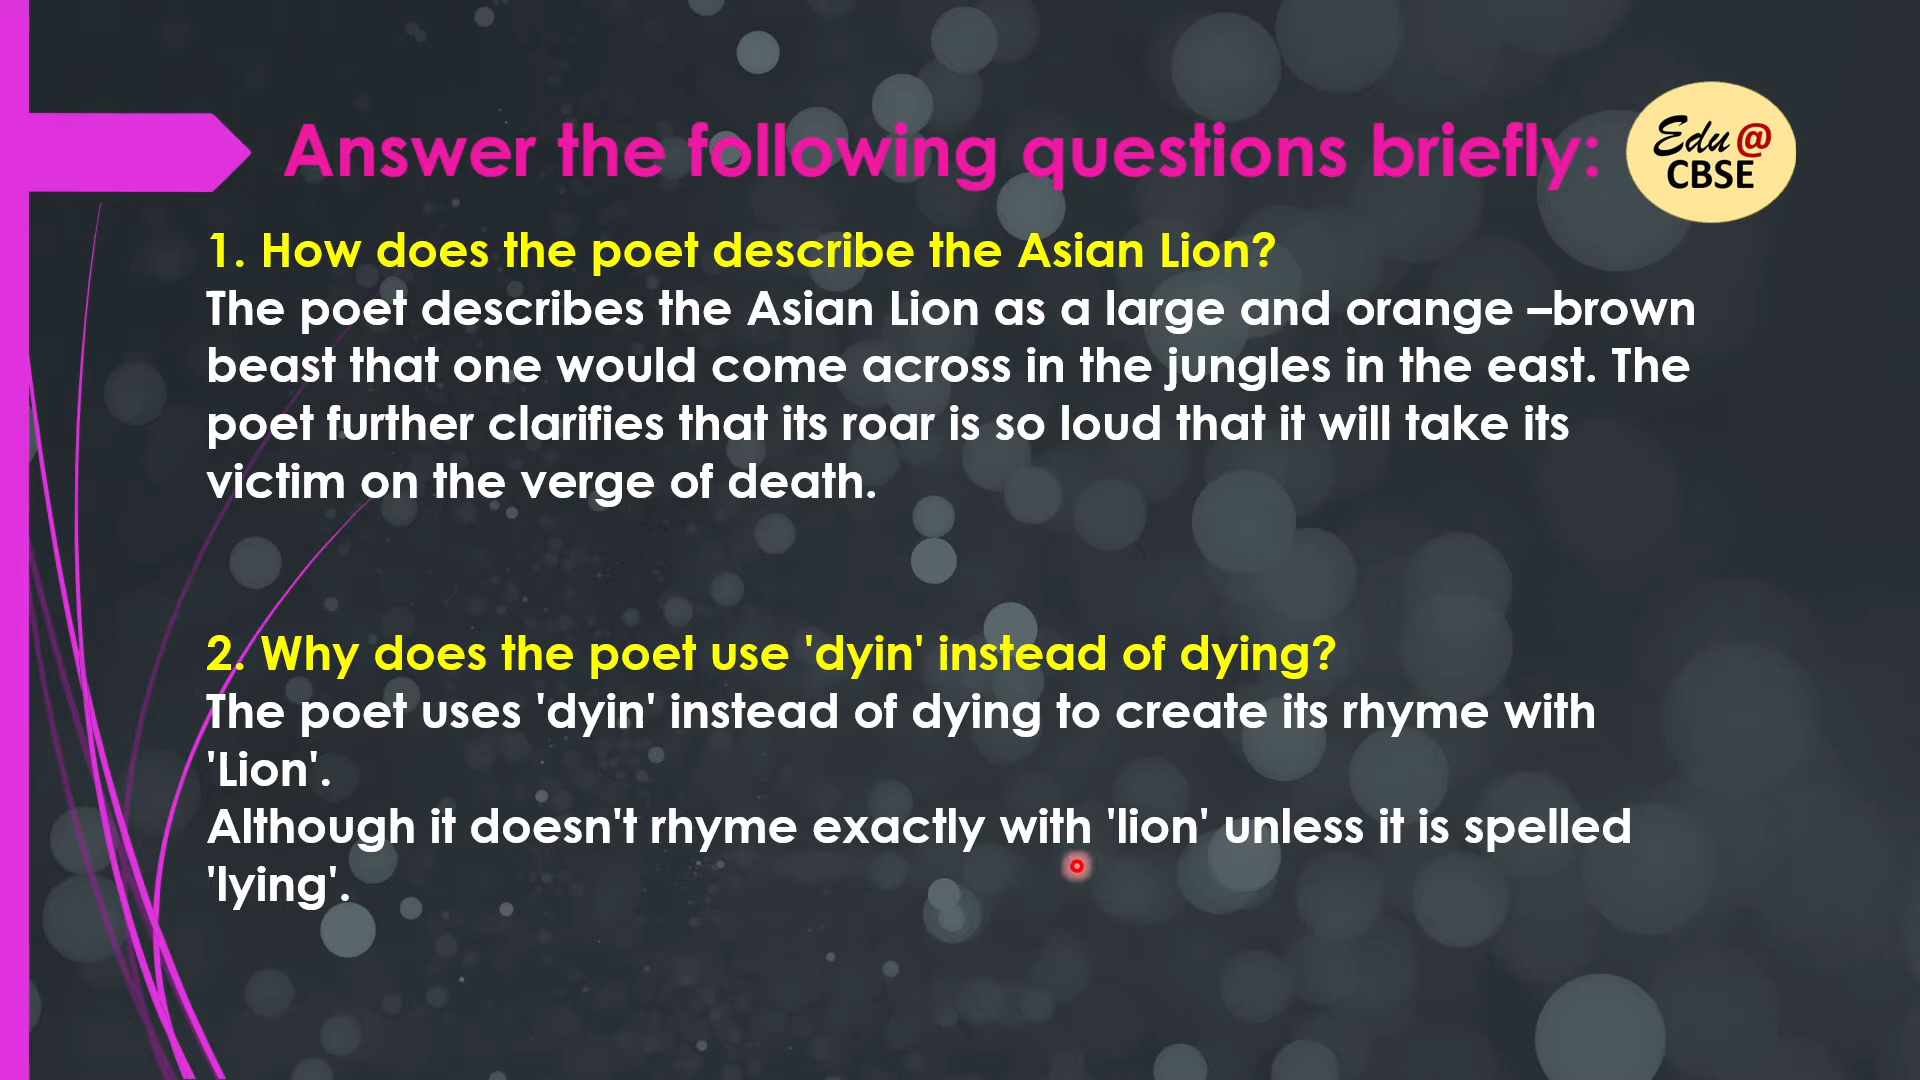 Answer the following questions briefly:
Edu @
CBSE
1. How does the poet describe the Asian Lion?
The poet describes the Asian Lion as a large and orange –brown
beast that one would come across in the jungles in the east. The
poet further clarifies that its roar is so loud that it will take its
victim on the verge of death.
2. Why does the poet use 'dyin' instead of dying?
The poet uses 'dyin' instead of dying to create its rhyme with
'Lion'.
Although it doesn't rhyme exactly with 'lion' unless it is spelled
'lying'.